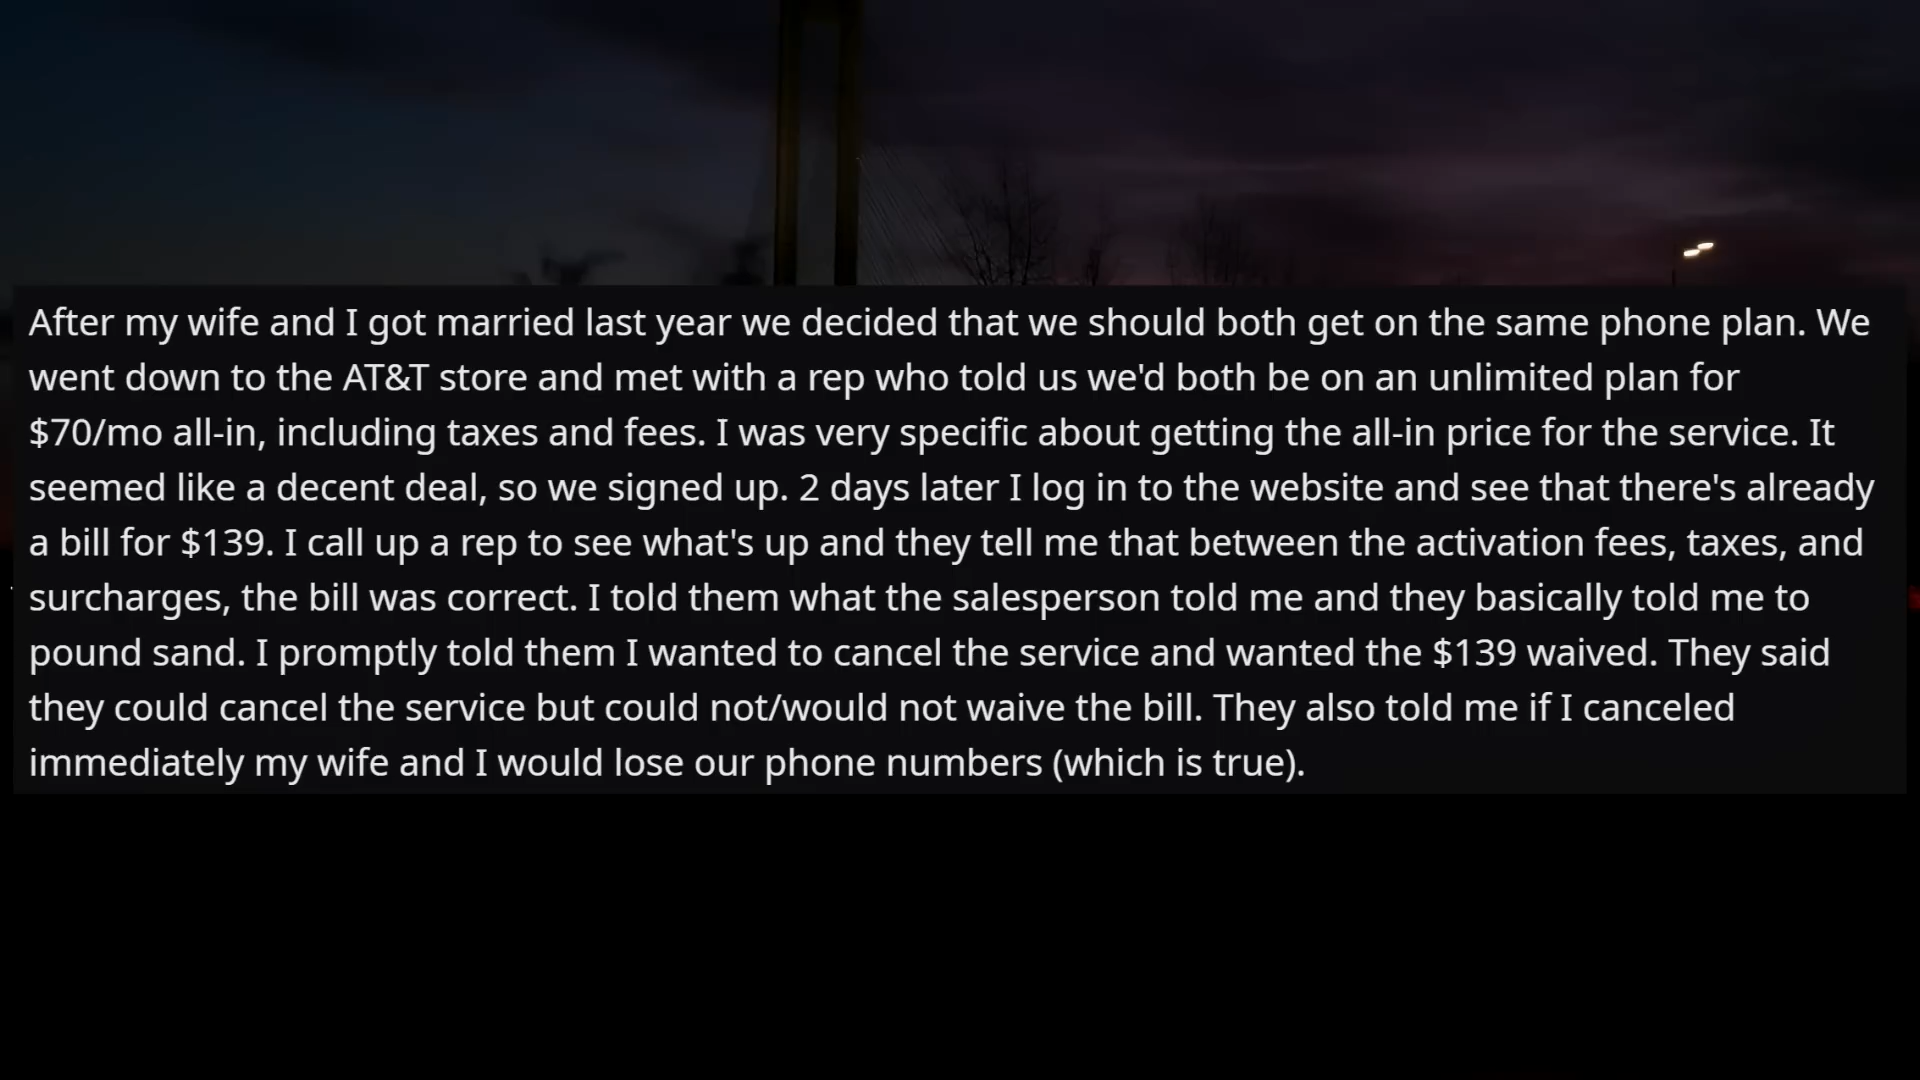 After my wife and I got married last year we decided that we should both get on the same phone plan. We
went down to the AT&T store and met with a rep who told us we'd both be on an unlimited plan for
$70/mo all-in, including taxes and fees. I was very specific about getting the all-in price for the service. It
seemed like a decent deal, so we signed up. 2 days later I log in to the website and see that there's already
a bill for $139. I call up a rep to see what's up and they tell me that between the activation fees, taxes, and
surcharges, the bill was correct. I told them what the salesperson told me and they basically told me to
pound sand. I promptly told them I wanted to cancel the service and wanted the $139 waived. They said
they could cancel the service but could not/would not waive the bill. They also told me if I canceled
immediately my wife and I would lose our phone numbers (which is true).